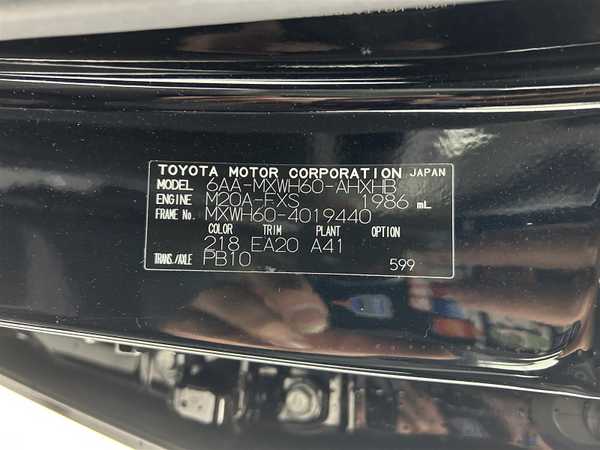 TOYOTA MOTOR CORPORATION JAPAN
MODEL 6AA-MXWH60-AHXHB
ENGINE M20A-FXS 1986 mL
FRAME No. MXWH60-4019440
COLOR TRIM PLANT OPTION
218 EA20 A41
TRANS./AXLE PB10 599